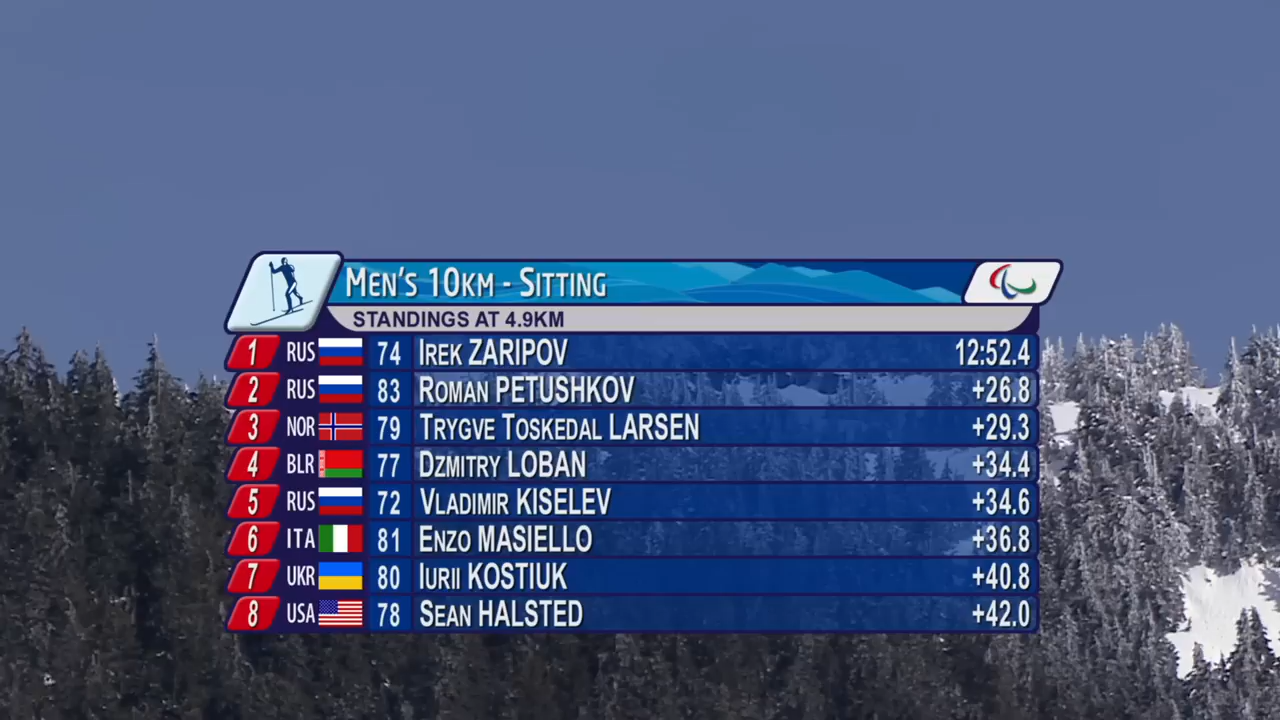 Men's 10km - Sitting
STANDINGS AT 4.9KM
1 RUS 74 Irek ZARIPOV 12:52.4
2 RUS 83 Roman PETUSHKOV +26.8
3 NOR 79 Trygve Toskedal LARSEN +29.3
4 BLR 77 Dzmitry LOBAN +34.4
5 RUS 72 Vladimir KISELEV +34.6
6 ITA 81 Enzo MASIELLO +36.8
7 UKR 80 Iurii KOSTIUK +40.8
8 USA 78 Sean HALSTED +42.0